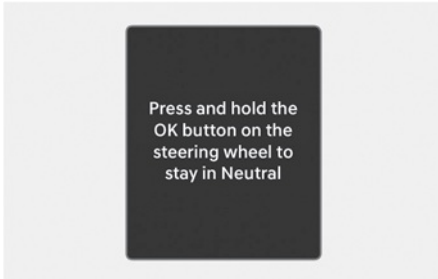 Press and hold the
OK button on the
steering wheel to
stay in Neutral